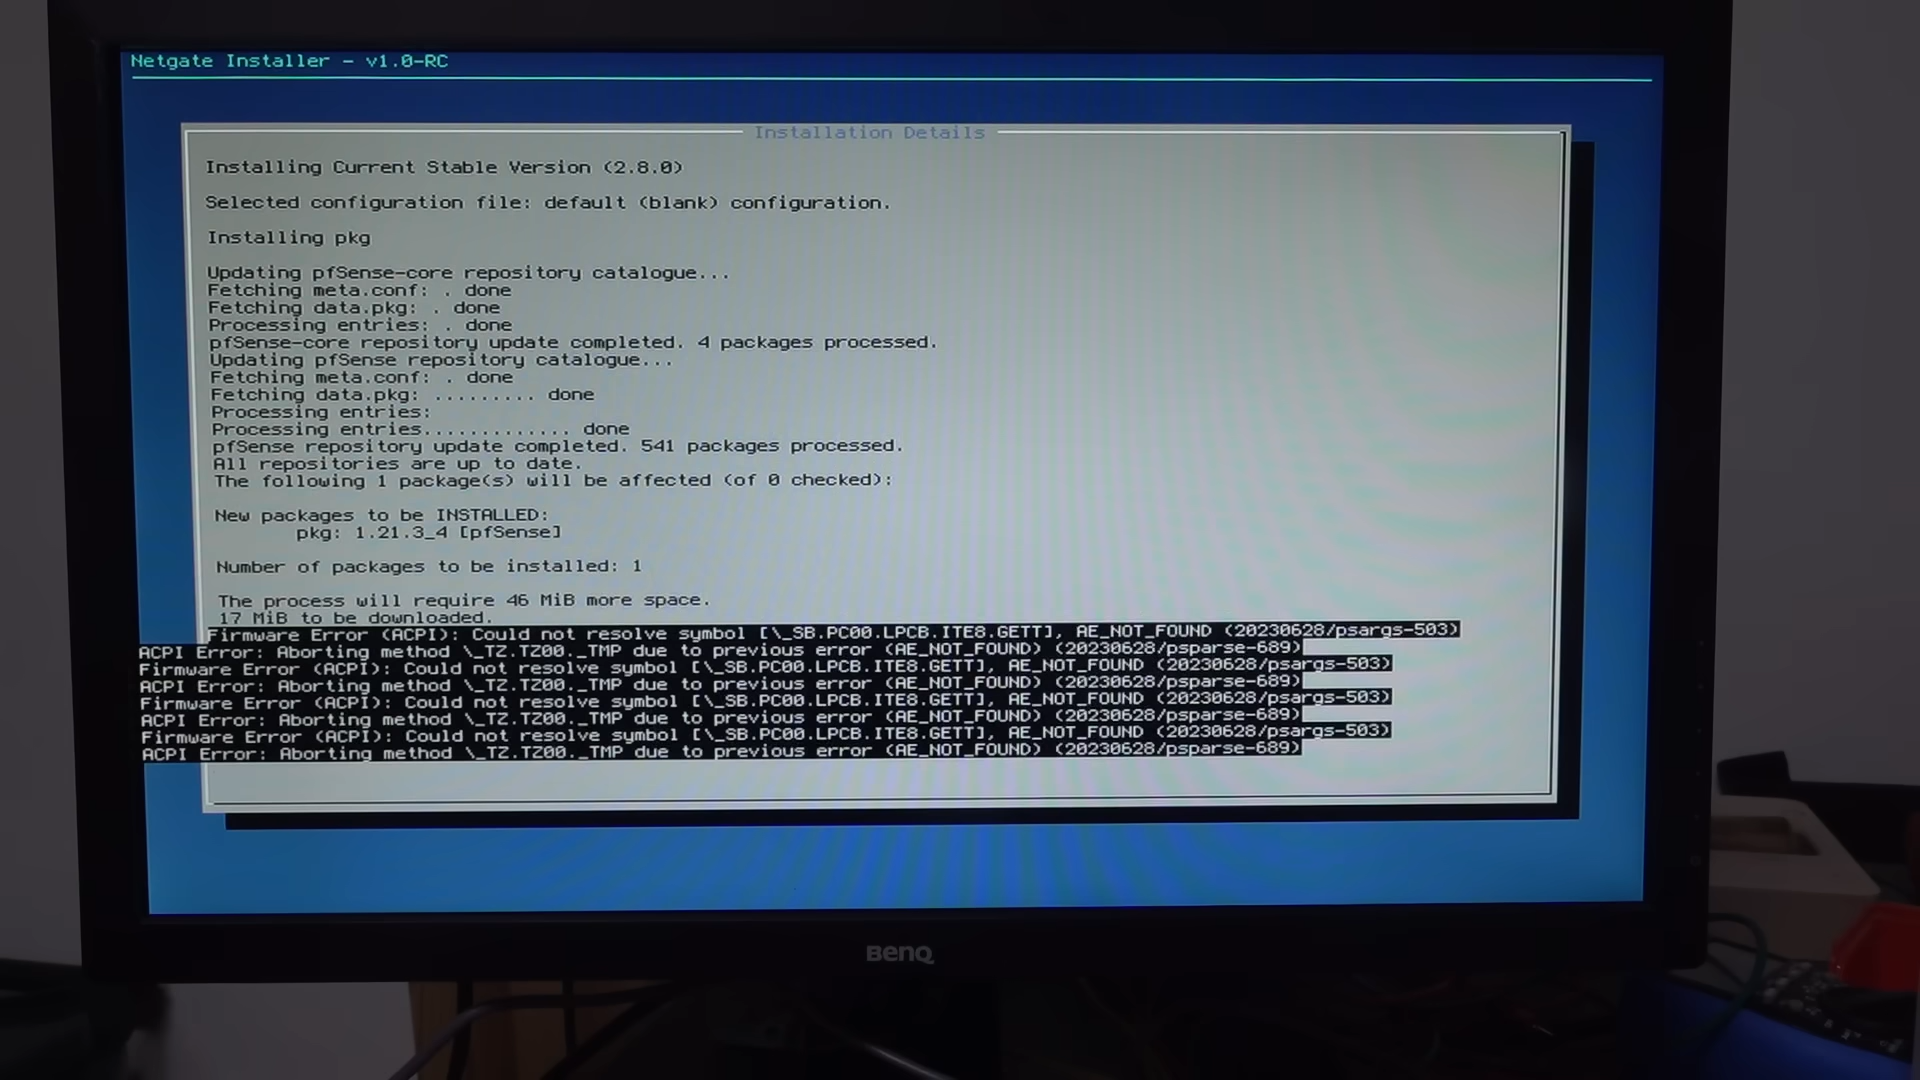 Netgate Installer - v1.0-RC
Installation Details
Installing Current Stable Version (2.8.0)
Selected configuration file: default (blank) configuration.
Installing pkg
Updating pfSense-core repository catalogue...
Fetching meta.conf: . done
Fetching data.pkg: . done
Processing entries: . done
pfSense-core repository update completed. 4 packages processed.
Updating pfSense repository catalogue...
Fetching meta.conf: . done
Fetching data.pkg: ......... done
Processing entries:
Processing entries............. done
pfSense repository update completed. 541 packages processed.
All repositories are up to date.
The following 1 package(s) will be affected (of 0 checked):
New packages to be INSTALLED:
pkg: 1.21.3_4 [pfSense]
Number of packages to be installed: 1
The process will require 46 MiB more space.
17 MiB to be downloaded.
Firmware Error (ACPI): Could not resolve symbol [\_SB.PC00.LPCB.ITE8.GETT], AE_NOT_FOUND (20230628/psargs-503)
ACPI Error: Aborting method \_TZ.TZ00._TMP due to previous error (AE_NOT_FOUND) (20230628/psparse-689)
Firmware Error (ACPI): Could not resolve symbol [\_SB.PC00.LPCB.ITE8.GETT], AE_NOT_FOUND (20230628/psargs-503)
ACPI Error: Aborting method \_TZ.TZ00._TMP due to previous error (AE_NOT_FOUND) (20230628/psparse-689)
Firmware Error (ACPI): Could not resolve symbol [\_SB.PC00.LPCB.ITE8.GETT], AE_NOT_FOUND (20230628/psargs-503)
ACPI Error: Aborting method \_TZ.TZ00._TMP due to previous error (AE_NOT_FOUND) (20230628/psparse-689)
Firmware Error (ACPI): Could not resolve symbol [\_SB.PC00.LPCB.ITE8.GETT], AE_NOT_FOUND (20230628/psargs-503)
ACPI Error: Aborting method \_TZ.TZ00._TMP due to previous error (AE_NOT_FOUND) (20230628/psparse-689)
BenQ